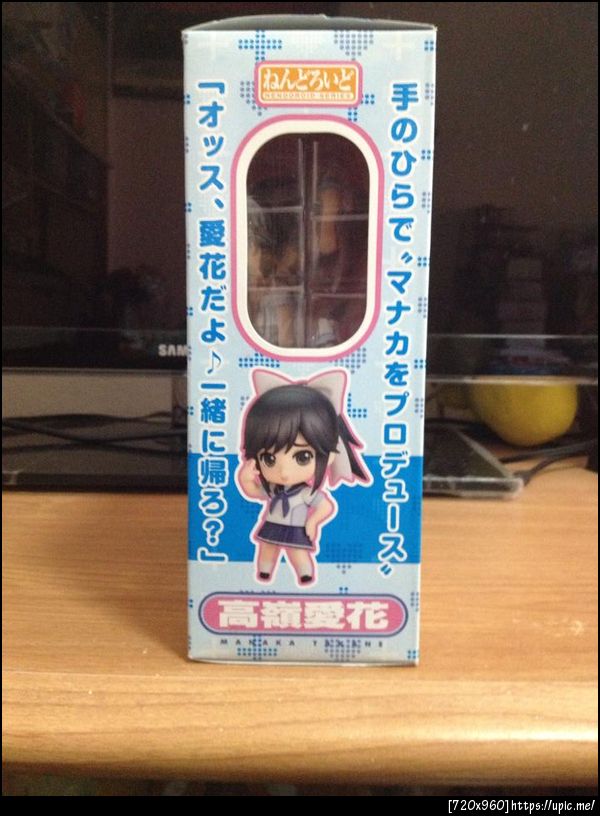 ねんどろいど
NENDOROID SERIES
手のひらで〝マナカをプロデュース〟
「オッス、愛花だよ♪一緒に帰ろ?」
SAM
高嶺愛花
MANAKA TAKANE
[720x960]https://upic.me/